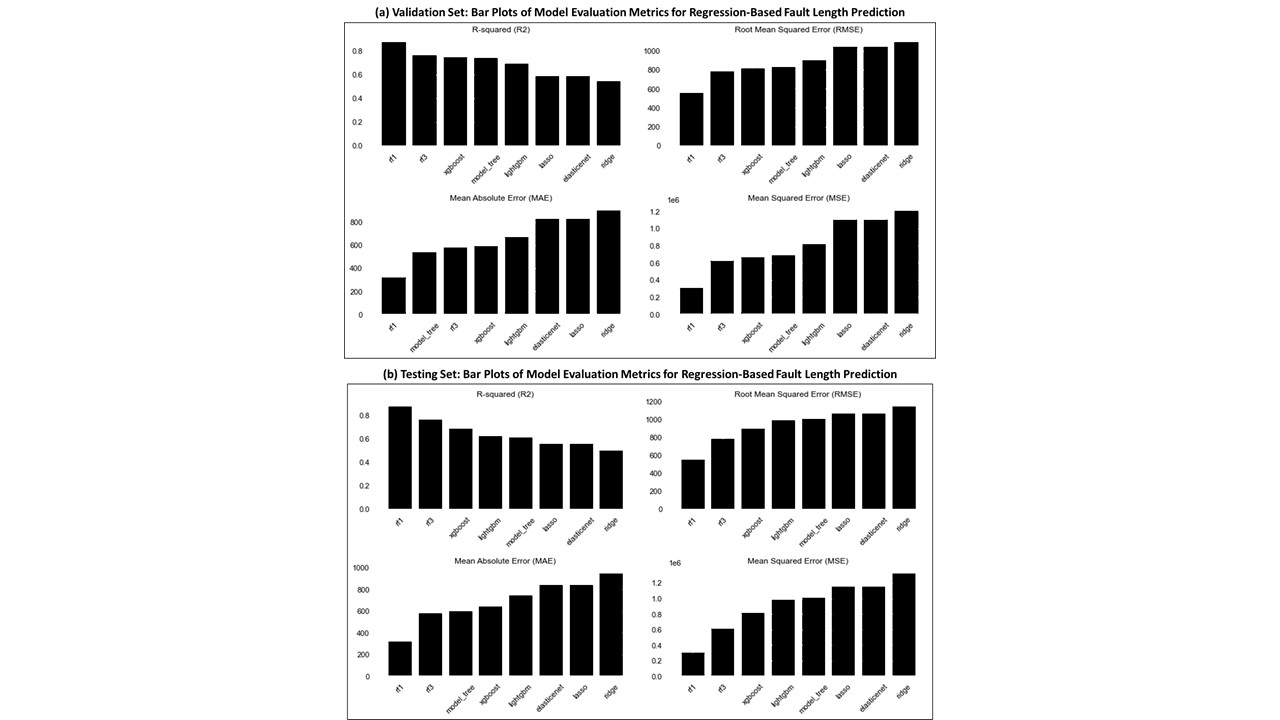 (a) Validation Set: Bar Plots of Model Evaluation Metrics for Regression-Based Fault Length Prediction
R-squared (R2)
0.8
0.6
0.4
0.2
0.0
rf1
rf3
xgboost
model_tree
lightgbm
lasso
elasticenet
ridge
Root Mean Squared Error (RMSE)
1000
800
600
400
200
0
rf1
rf3
xgboost
model_tree
lightgbm
lasso
elasticenet
ridge
Mean Absolute Error (MAE)
800
600
400
200
0
rf1
model_tree
rf3
xgboost
lightgbm
elasticenet
lasso
ridge
Mean Squared Error (MSE)
1e6
1.2
1.0
0.8
0.6
0.4
0.2
0.0
rf1
rf3
xgboost
model_tree
lightgbm
lasso
elasticenet
ridge
(b) Testing Set: Bar Plots of Model Evaluation Metrics for Regression-Based Fault Length Prediction
R-squared (R2)
0.8
0.6
0.4
0.2
0.0
rf1
rf3
xgboost
lightgbm
model_tree
lasso
elasticenet
ridge
Root Mean Squared Error (RMSE)
1200
1000
800
600
400
200
0
rf1
rf3
xgboost
lightgbm
model_tree
lasso
elasticenet
ridge
Mean Absolute Error (MAE)
1000
800
600
400
200
0
rf1
rf3
model_tree
xgboost
lightgbm
elasticenet
lasso
ridge
Mean Squared Error (MSE)
1e6
1.2
1.0
0.8
0.6
0.4
0.2
0.0
rf1
rf3
xgboost
lightgbm
model_tree
lasso
elasticenet
ridge